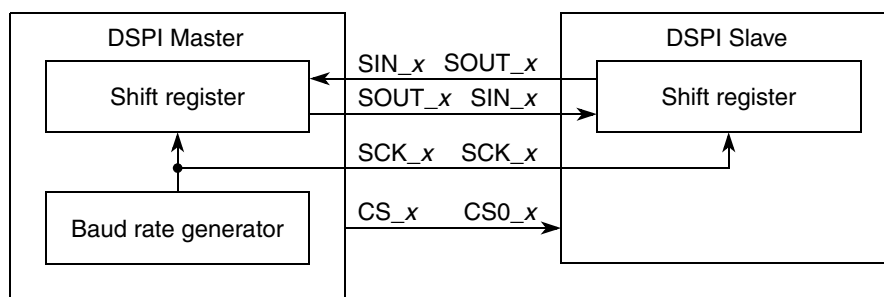 DSPI Master
DSPI Slave
SIN_x SOUT_x
Shift register
Shift register
SOUT_x SIN_x
SCK_x SCK_x
Baud rate generator
CS_x CS0_x